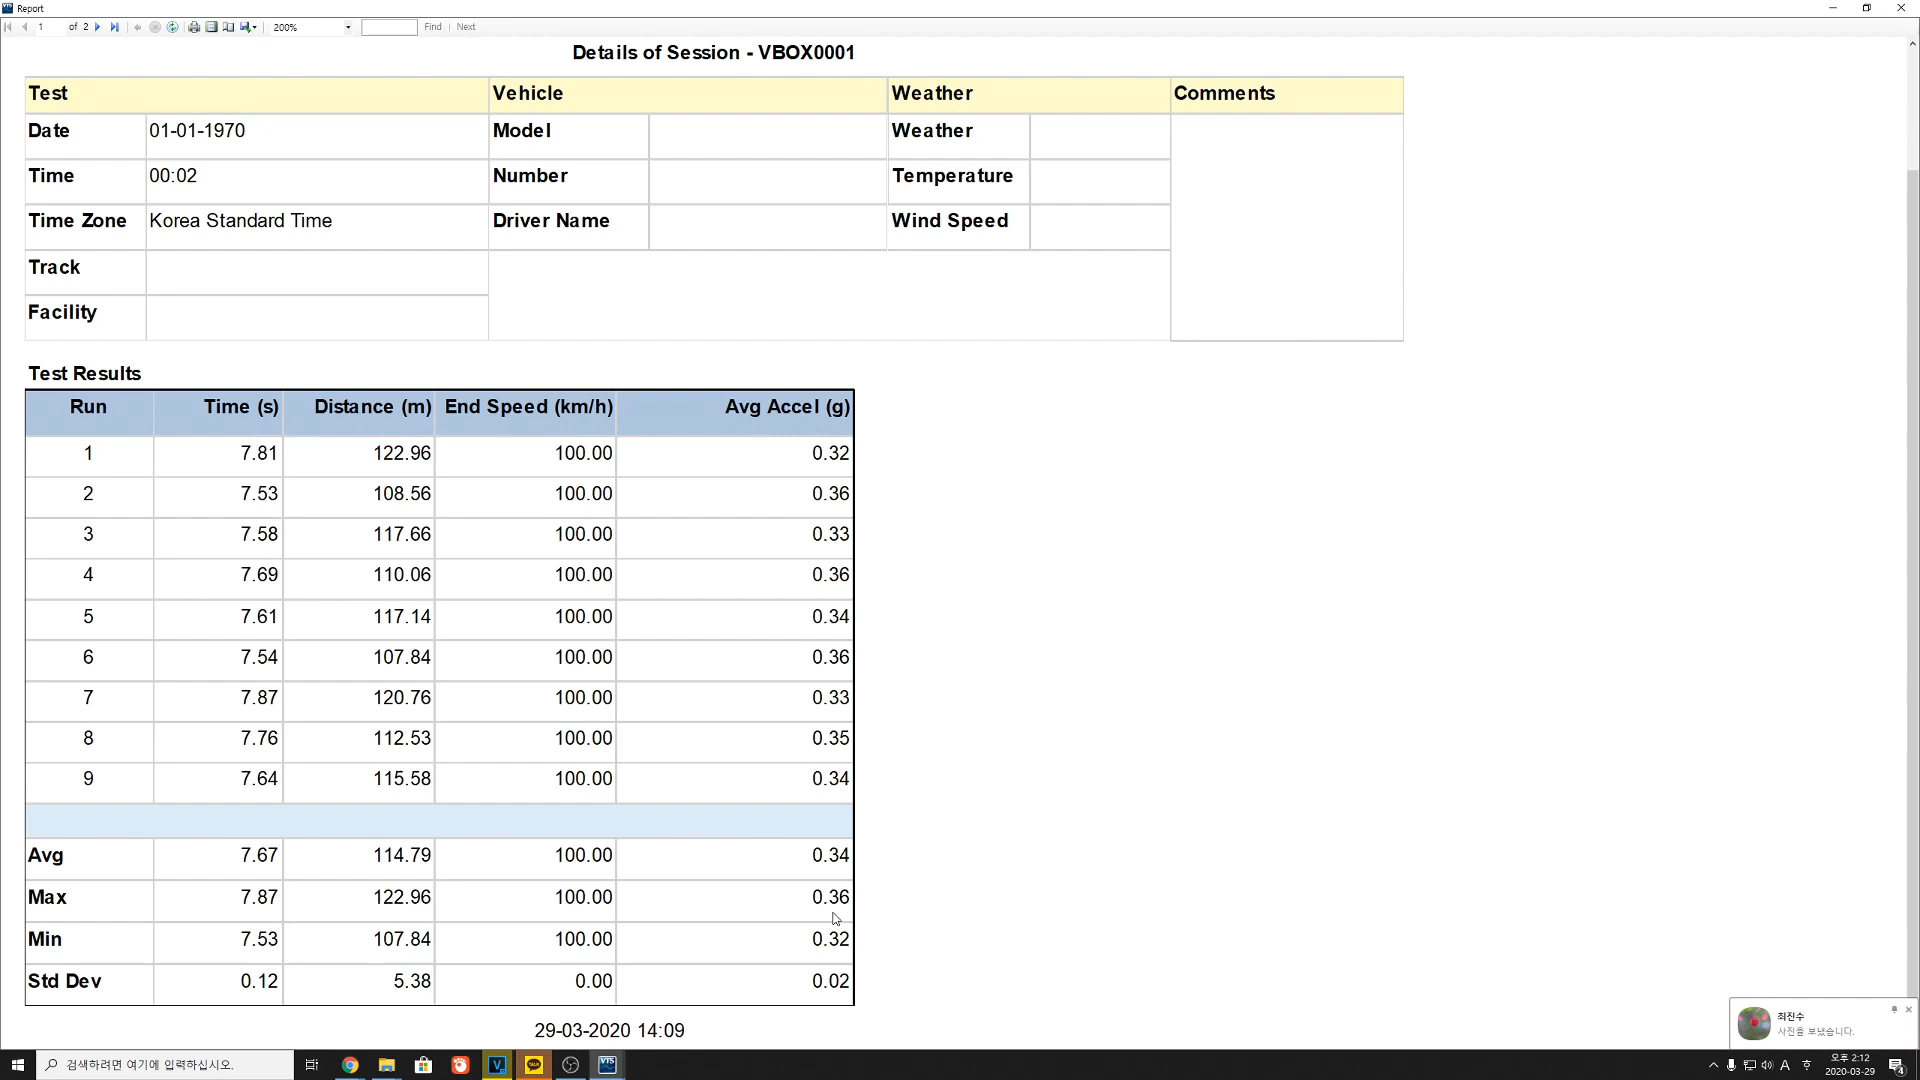 Report
1 of 2 200% Find Next
Details of Session - VBOX0001
Test Vehicle Weather Comments
Date 01-01-1970 Model Weather
Time 00:02 Number Temperature
Time Zone Korea Standard Time Driver Name Wind Speed
Track
Facility
Test Results
Run Time (s) Distance (m) End Speed (km/h) Avg Accel (g)
1 7.81 122.96 100.00 0.32
2 7.53 108.56 100.00 0.36
3 7.58 117.66 100.00 0.33
4 7.69 110.06 100.00 0.36
5 7.61 117.14 100.00 0.34
6 7.54 107.84 100.00 0.36
7 7.87 120.76 100.00 0.33
8 7.76 112.53 100.00 0.35
9 7.64 115.58 100.00 0.34
Avg 7.67 114.79 100.00 0.34
Max 7.87 122.96 100.00 0.36
Min 7.53 107.84 100.00 0.32
Std Dev 0.12 5.38 0.00 0.02
29-03-2020 14:09
최진수
사진을 보냈습니다.
검색하려면 여기에 입력하십시오.
TALK
VTS
A 한
오후 2:12
2020-03-29
4